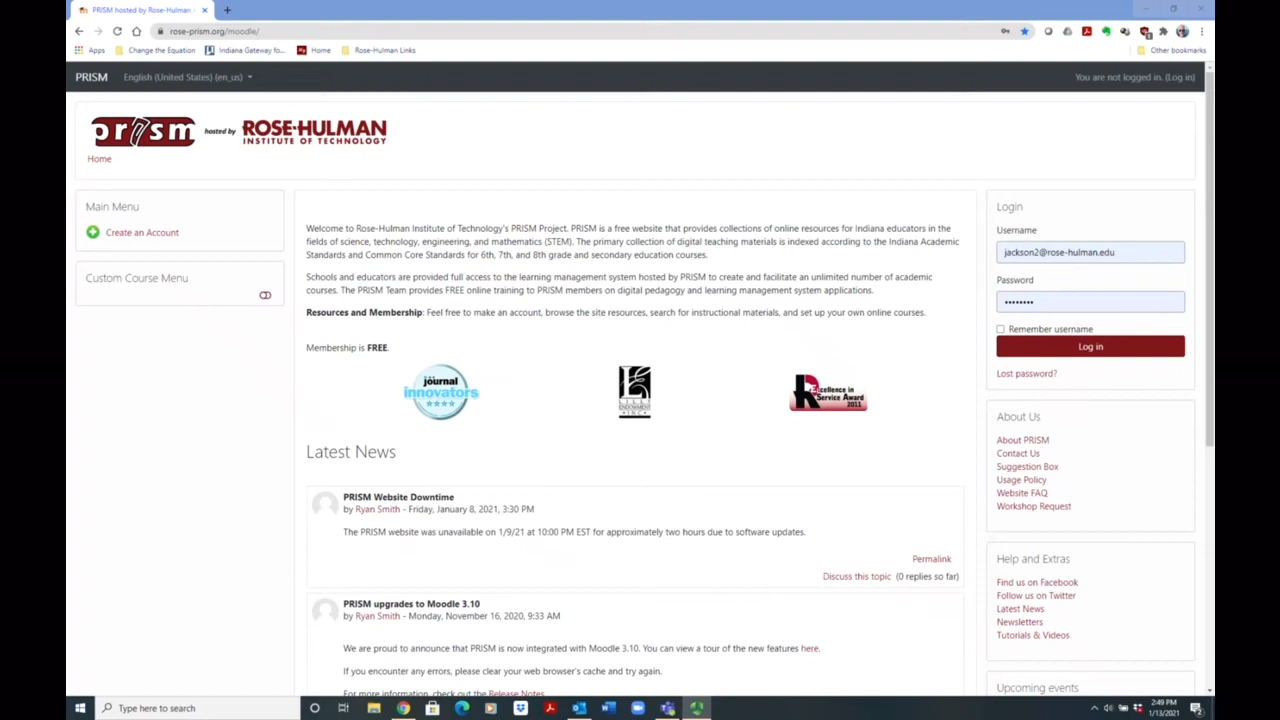 PRISM hosted by Rose-Hulman
rose-prism.org/moodle/
Apps
Change the Equation
Indiana Gateway fo...
Home
Rose-Hulman Links
Other bookmarks
PRISM
English (United States) (en_us)
You are not logged in. (Log in)
prism
hosted by
ROSE-HULMAN
INSTITUTE OF TECHNOLOGY
Home
Main Menu
Create an Account
Custom Course Menu
Welcome to Rose-Hulman Institute of Technology's PRISM Project. PRISM is a free website that provides collections of online resources for Indiana educators in the
fields of science, technology, engineering, and mathematics (STEM). The primary collection of digital teaching materials is indexed according to the Indiana Academic
Standards and Common Core Standards for 6th, 7th, and 8th grade and secondary education courses.
Schools and educators are provided full access to the learning management system hosted by PRISM to create and facilitate an unlimited number of academic
courses. The PRISM Team provides FREE online training to PRISM members on digital pedagogy and learning management system applications.
Resources and Membership: Feel free to make an account, browse the site resources, search for instructional materials, and set up your own online courses.
Membership is FREE.
journal
innovators
LILLY
ENDOWMENT
INC
Excellence in
Service Award
2011
Latest News
PRISM Website Downtime
by Ryan Smith - Friday, January 8, 2021, 3:30 PM
The PRISM website was unavailable on 1/9/21 at 10:00 PM EST for approximately two hours due to software updates.
Permalink
Discuss this topic (0 replies so far)
PRISM upgrades to Moodle 3.10
by Ryan Smith - Monday, November 16, 2020, 9:33 AM
We are proud to announce that PRISM is now integrated with Moodle 3.10. You can view a tour of the new features here.
If you encounter any errors, please clear your web browser's cache and try again.
For more information, check out the Release Notes.
Login
Username
jackson2@rose-hulman.edu
Password
••••••••
Remember username
Log in
Lost password?
About Us
About PRISM
Contact Us
Suggestion Box
Usage Policy
Website FAQ
Workshop Request
Help and Extras
Find us on Facebook
Follow us on Twitter
Latest News
Newsletters
Tutorials & Videos
Upcoming events
Type here to search
2:49 PM
1/13/2021